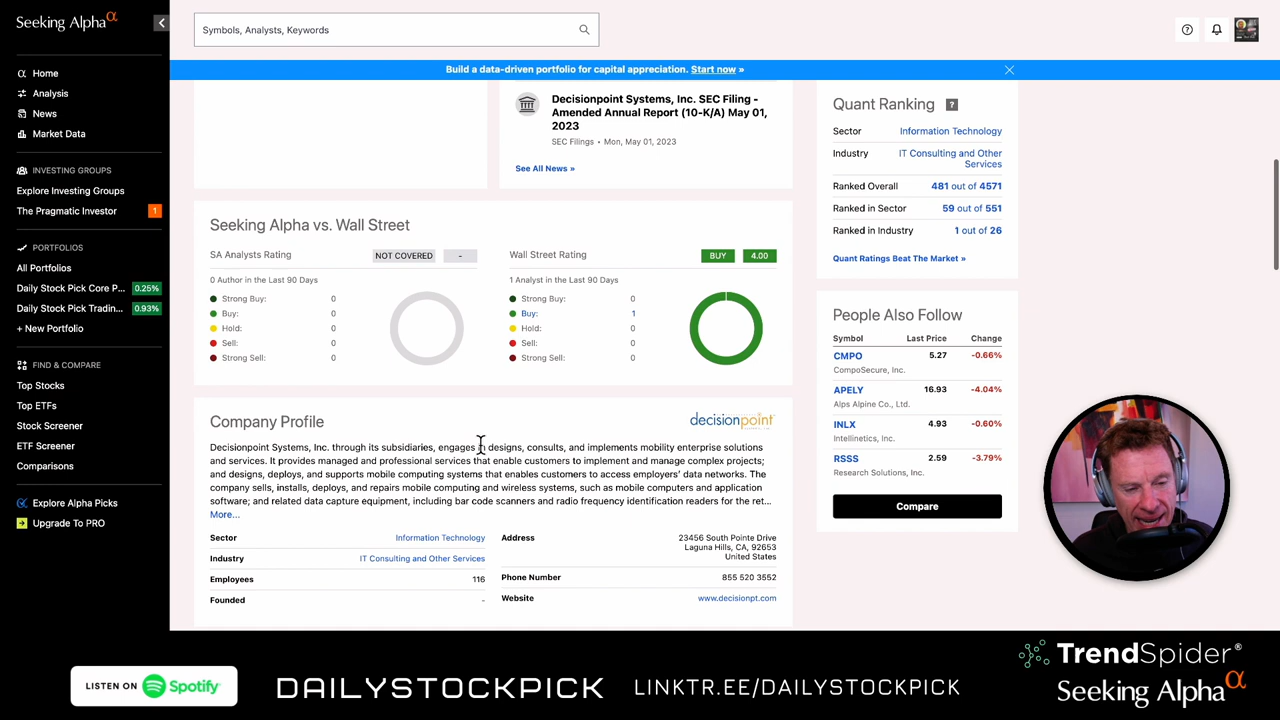 Seeking Alpha α
Symbols, Analysts, Keywords
Build a data-driven portfolio for capital appreciation. Start now »
Home
Analysis
News
Market Data
INVESTING GROUPS
Explore Investing Groups
The Pragmatic Investor 1
PORTFOLIOS
All Portfolios
Daily Stock Pick Core P... 0.25%
Daily Stock Pick Tradin... 0.93%
+ New Portfolio
FIND & COMPARE
Top Stocks
Top ETFs
Stock Screener
ETF Screener
Comparisons
Explore Alpha Picks
Upgrade To PRO
Decisionpoint Systems, Inc. SEC Filing -
Amended Annual Report (10-K/A) May 01,
2023
SEC Filings • Mon, May 01, 2023
See All News »
Seeking Alpha vs. Wall Street
SA Analysts Rating NOT COVERED -
0 Author in the Last 90 Days
Strong Buy: 0
Buy: 0
Hold: 0
Sell: 0
Strong Sell: 0
Wall Street Rating BUY 4.00
1 Analyst in the Last 90 Days
Strong Buy: 0
Buy: 1
Hold: 0
Sell: 0
Strong Sell: 0
Company Profile
decisionpoint
Decisionpoint Systems, Inc. through its subsidiaries, engages in designs, consults, and implements mobility enterprise solutions
and services. It provides managed and professional services that enable customers to implement and manage complex projects;
and designs, deploys, and supports mobile computing systems that enables customers to access employers' data networks. The
company sells, installs, deploys, and repairs mobile computing and wireless systems, such as mobile computers and application
software; and related data capture equipment, including bar code scanners and radio frequency identification readers for the ret...
More...
Sector Information Technology
Industry IT Consulting and Other Services
Employees 116
Founded -
Address 23456 South Pointe Drive
Laguna Hills, CA, 92653
United States
Phone Number 855 520 3552
Website www.decisionpt.com
Quant Ranking ?
Sector Information Technology
Industry IT Consulting and Other
Services
Ranked Overall 481 out of 4571
Ranked in Sector 59 out of 551
Ranked in Industry 1 out of 26
Quant Ratings Beat The Market »
People Also Follow
Symbol Last Price Change
CMPO 5.27 -0.66%
CompoSecure, Inc.
APELY 16.93 -4.04%
Alps Alpine Co., Ltd.
INLX 4.93 -0.60%
Intellinetics, Inc.
RSSS 2.59 -3.79%
Research Solutions, Inc.
Compare
LISTEN ON Spotify
DAILYSTOCKPICK
LINKTR.EE/DAILYSTOCKPICK
TrendSpider®
Seeking Alpha α